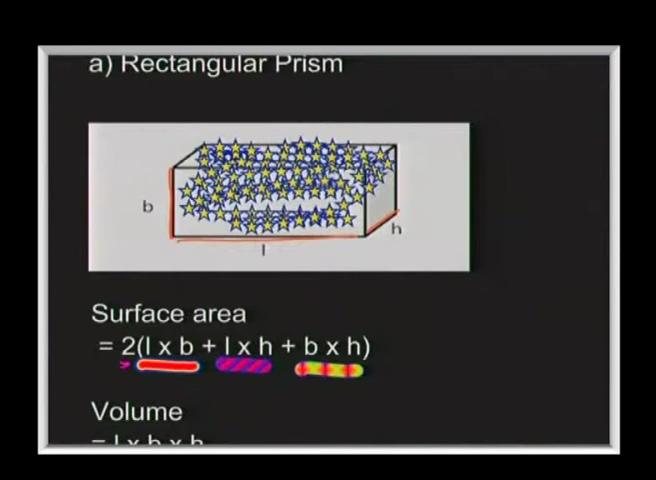 a) Rectangular Prism
b
h
l
Surface area
= 2(l x b + l x h + b x h)
Volume
= l x b x h